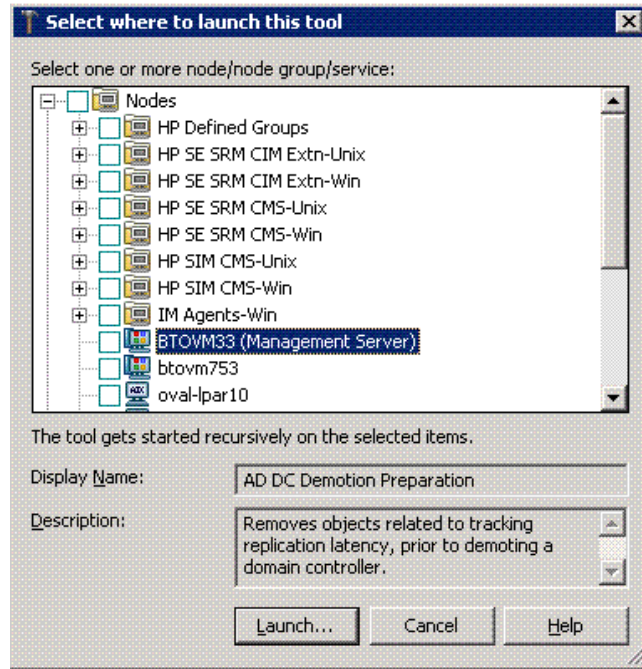 Select where to launch this tool
Select one or more node/node group/service:
Nodes
HP Defined Groups
HP SE SRM CIM Extn-Unix
HP SE SRM CIM Extn-Win
HP SE SRM CMS-Unix
HP SE SRM CMS-Win
HP SIM CMS-Unix
HP SIM CMS-Win
IM Agents-Win
BTOVM33 (Management Server)
btovm753
AIX oval-lpar10
The tool gets started recursively on the selected items.
Display Name: AD DC Demotion Preparation
Description: Removes objects related to tracking
replication latency, prior to demoting a
domain controller.
Launch... Cancel Help